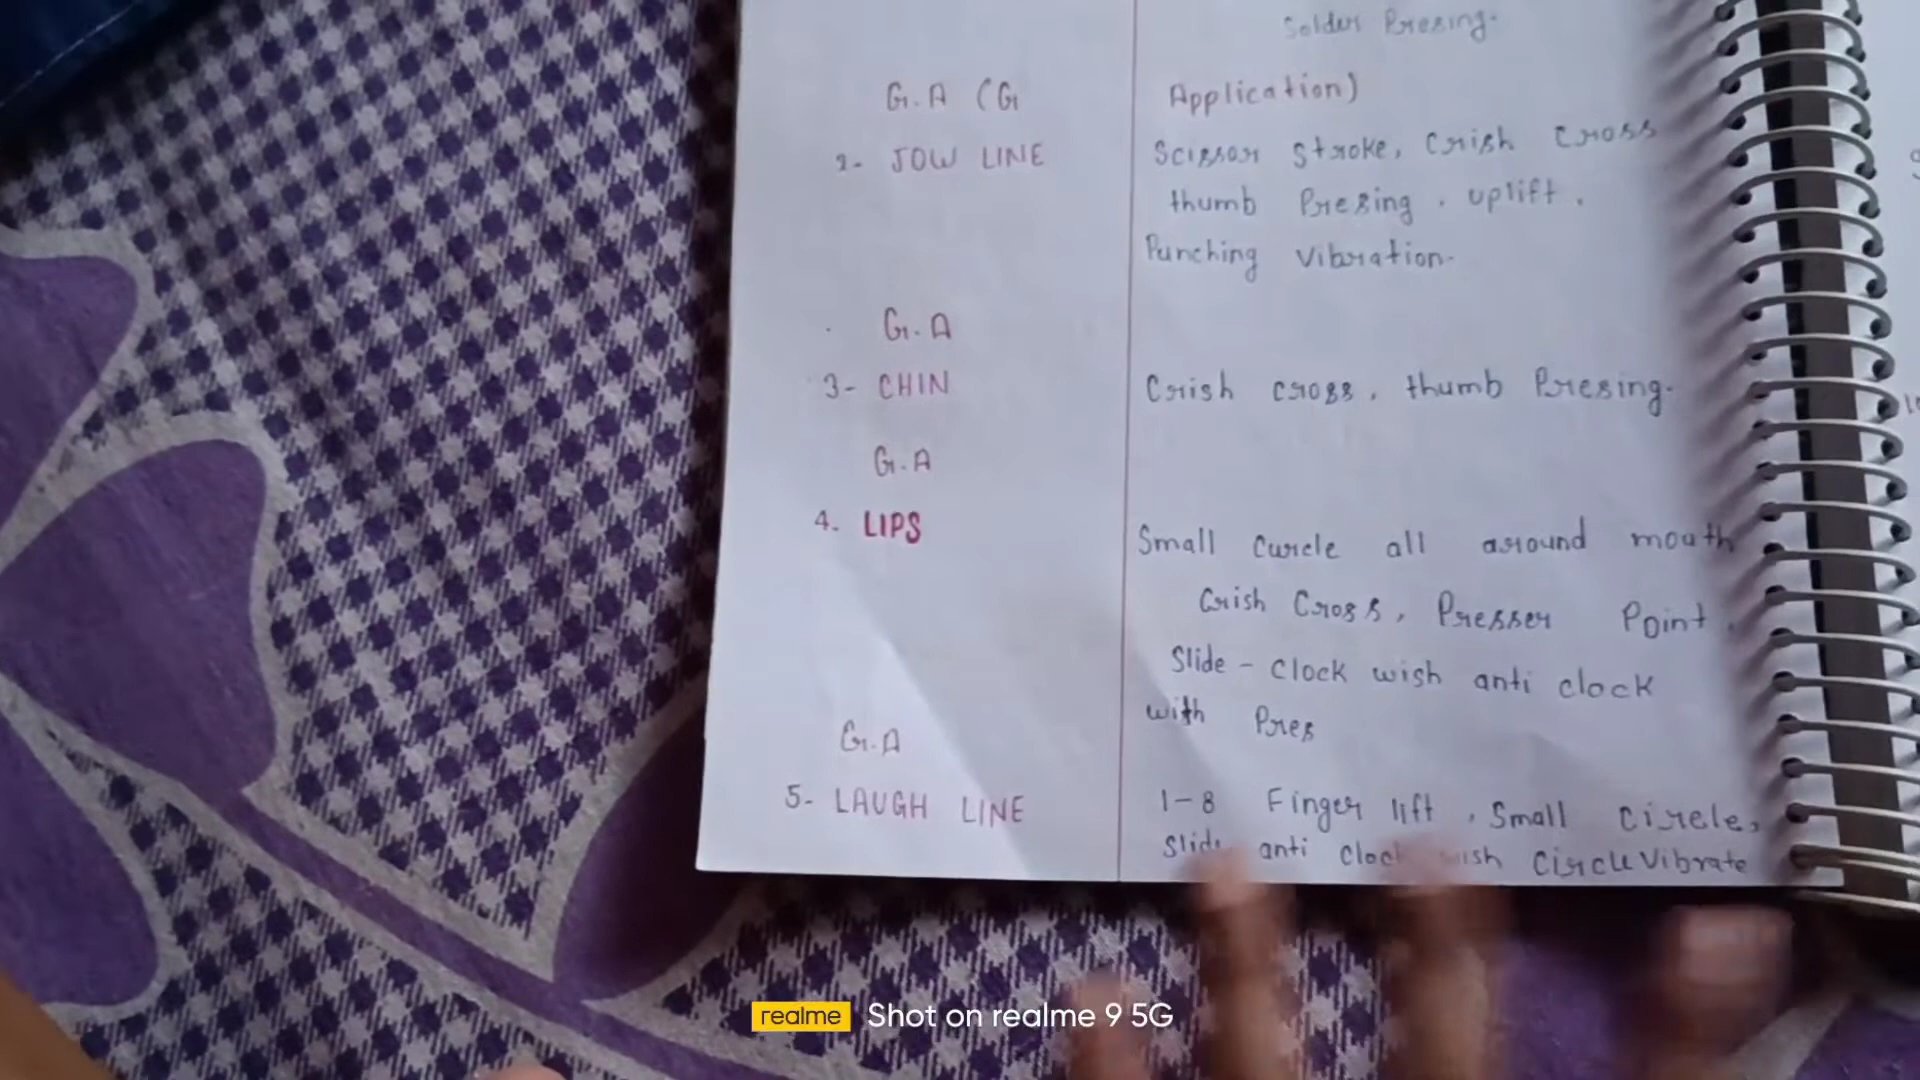 Solder Presing.
G.A (G Application)
2- JOW LINE Scissor stroke, Crish Cross
thumb Presing, uplift.
Punching Vibration.
G.A
3- CHIN Crish cross, thumb Presing.
G.A
4. LIPS Small Curcle all around mouth
Crish Cross, Presser Point,
Slide - Clock wish anti clock
with Pres
G.A
5- LAUGH LINE 1-8 Finger lift, Small Circle,
Slide anti Clock wish Circle Vibrate
realme Shot on realme 9 5G